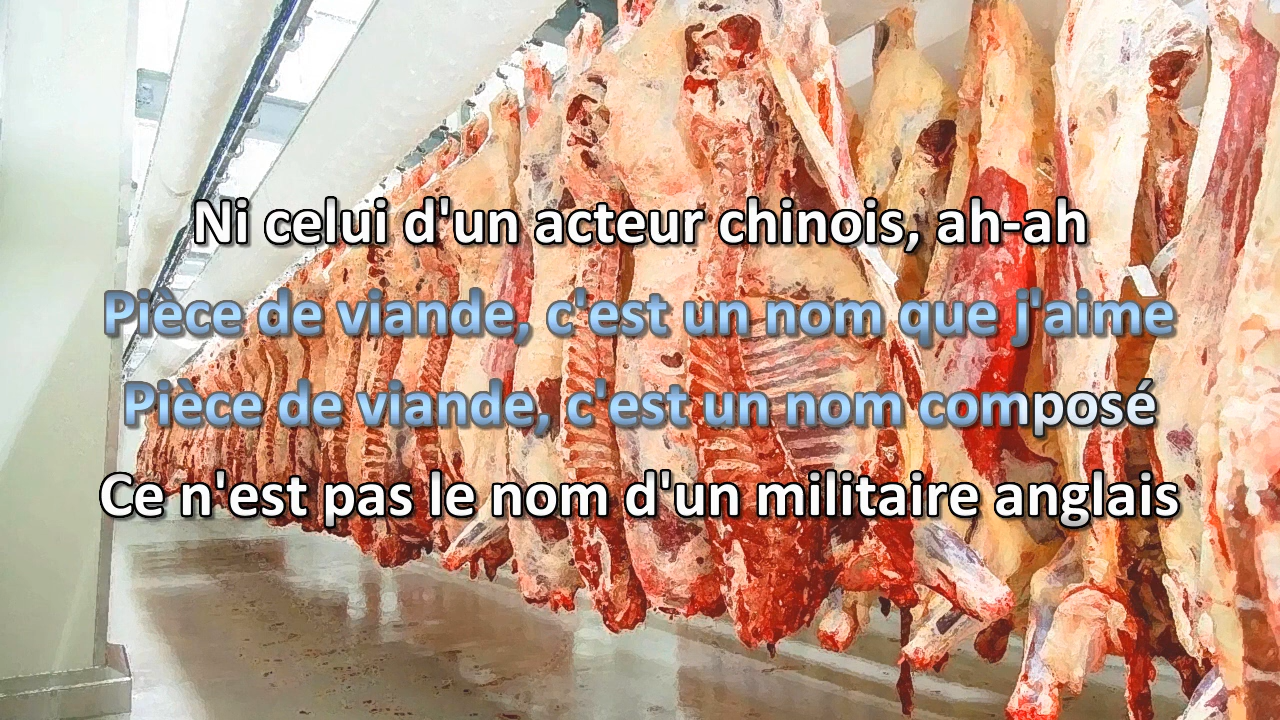 Ni celui d'un acteur chinois, ah-ah
Pièce de viande, c'est un nom que j'aime
Pièce de viande, c'est un nom composé
Ce n'est pas le nom d'un militaire anglais